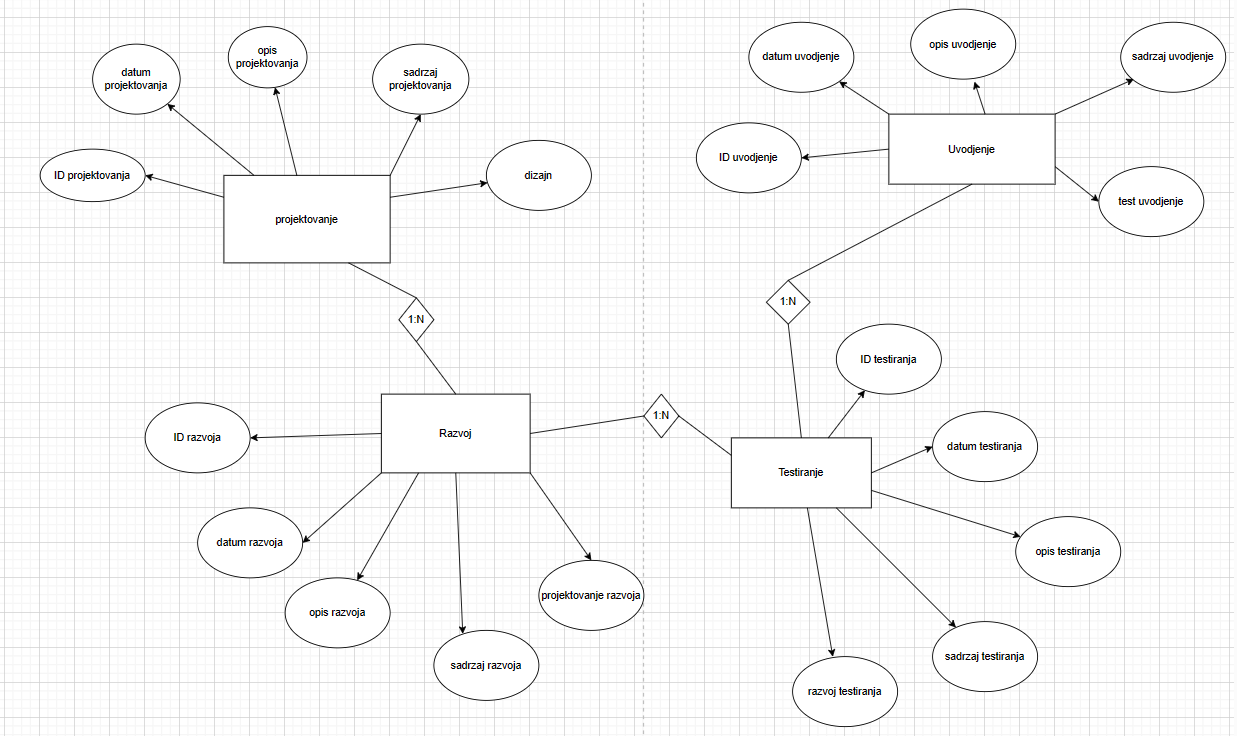 datum
projektovanja
opis
projektovanja
sadrzaj
projektovanja
ID projektovanja
dizajn
projektovanje
1:N
datum uvodjenje
opis uvodjenje
sadrzaj uvodjenje
ID uvodjenje
Uvodjenje
test uvodjenje
1:N
ID testiranja
Razvoj
1:N
ID razvoja
datum razvoja
opis razvoja
sadrzaj razvoja
projektovanje razvoja
Testiranje
datum testiranja
opis testiranja
sadrzaj testiranja
razvoj testiranja